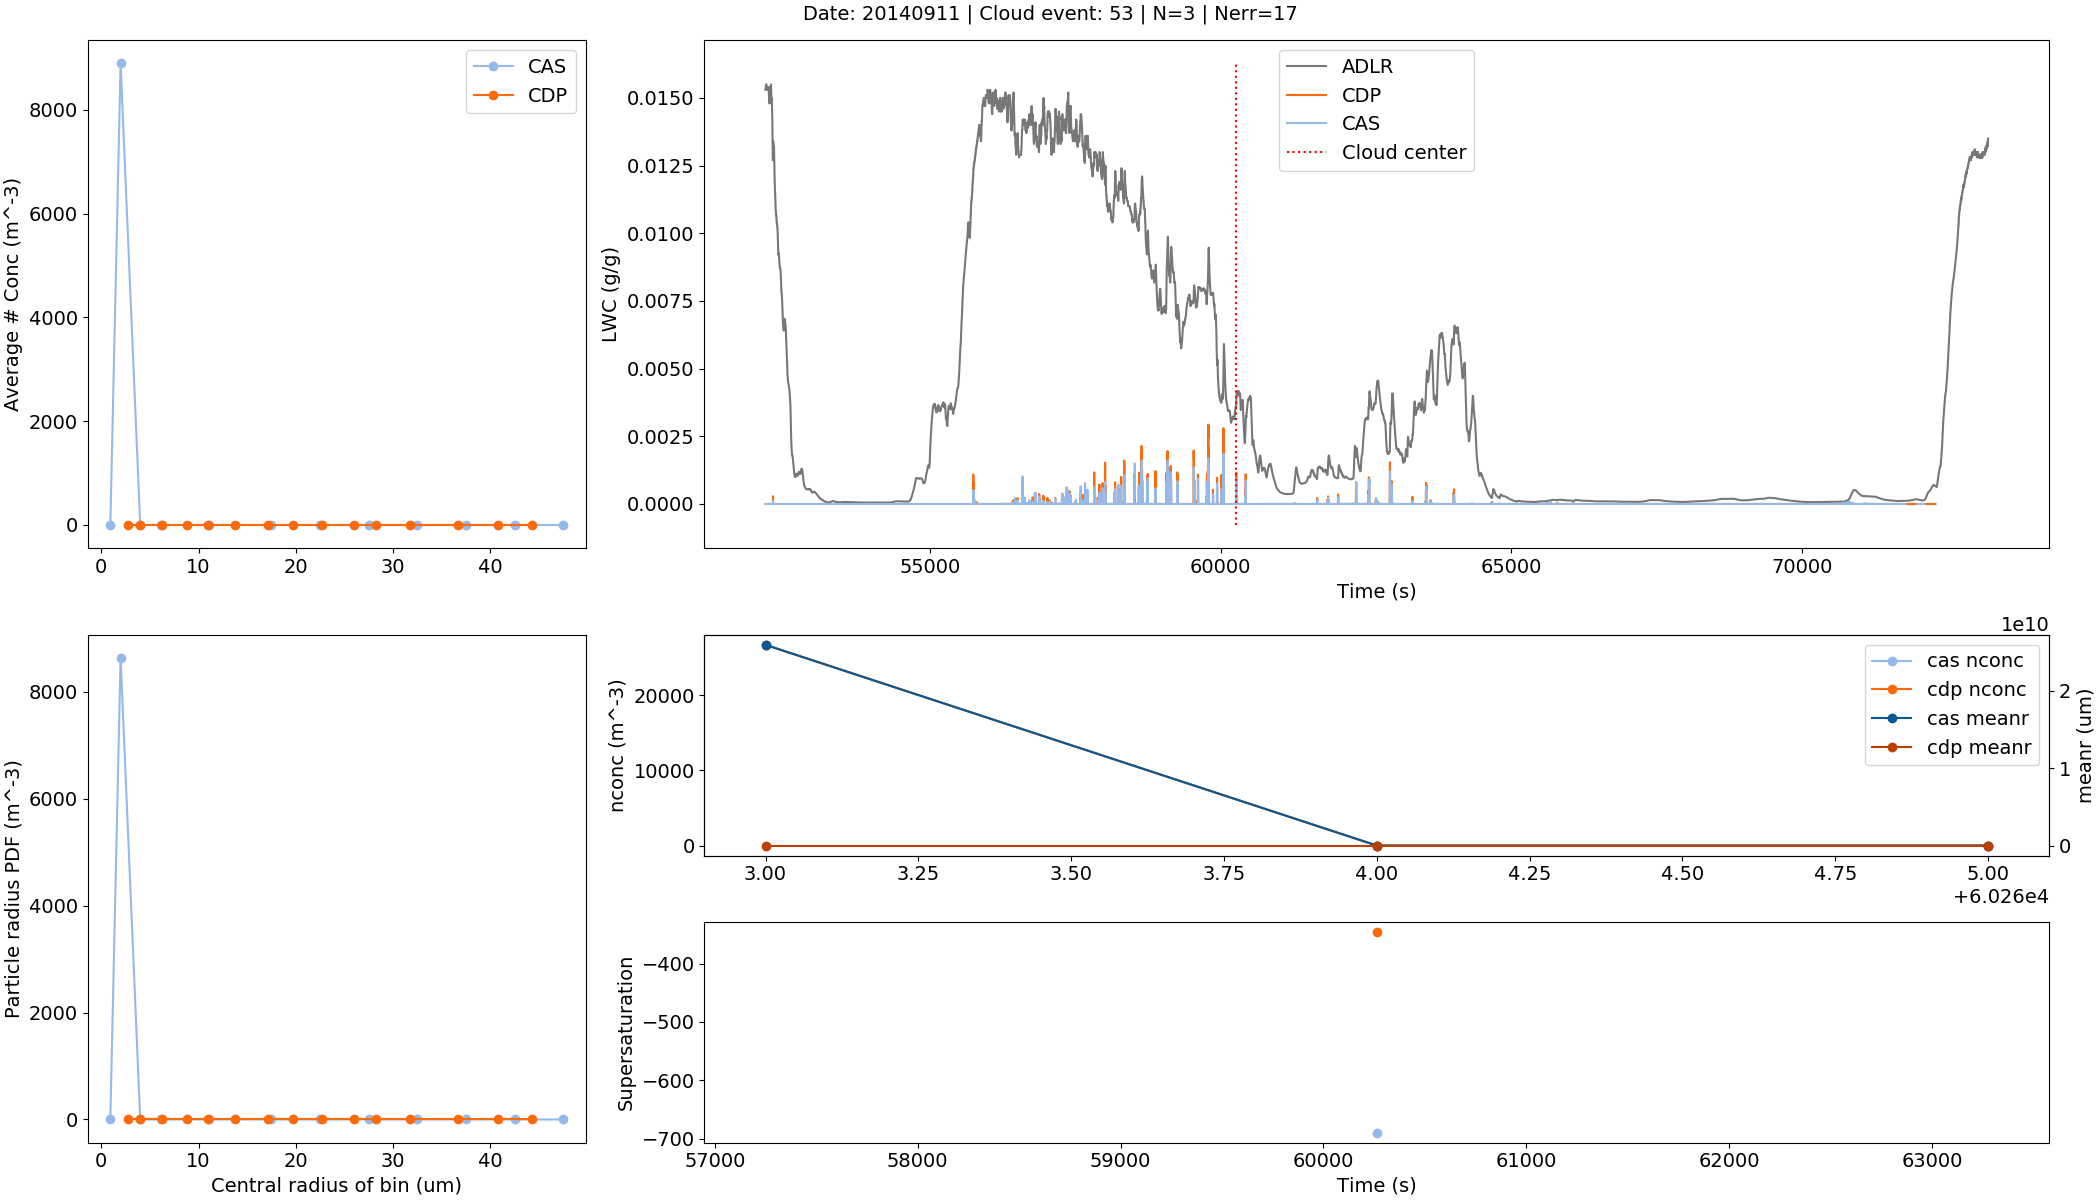 Date: 20140911 | Cloud event: 53 | N=3 | Nerr=17
Average # Conc (m^-3)
8000
6000
4000
2000
0
0 10 20 30 40
CAS
CDP
LWC (g/g)
0.0150
0.0125
0.0100
0.0075
0.0050
0.0025
0.0000
55000 60000 65000 70000
Time (s)
ADLR
CDP
CAS
Cloud center
Particle radius PDF (m^-3)
8000
6000
4000
2000
0
0 10 20 30 40
Central radius of bin (um)
nconc (m^-3)
20000
10000
0
3.00 3.25 3.50 3.75 4.00 4.25 4.50 4.75 5.00
+6.026e4
1e10
2
1
0
meanr (um)
cas nconc
cdp nconc
cas meanr
cdp meanr
Supersaturation
−400
−500
−600
−700
57000 58000 59000 60000 61000 62000 63000
Time (s)